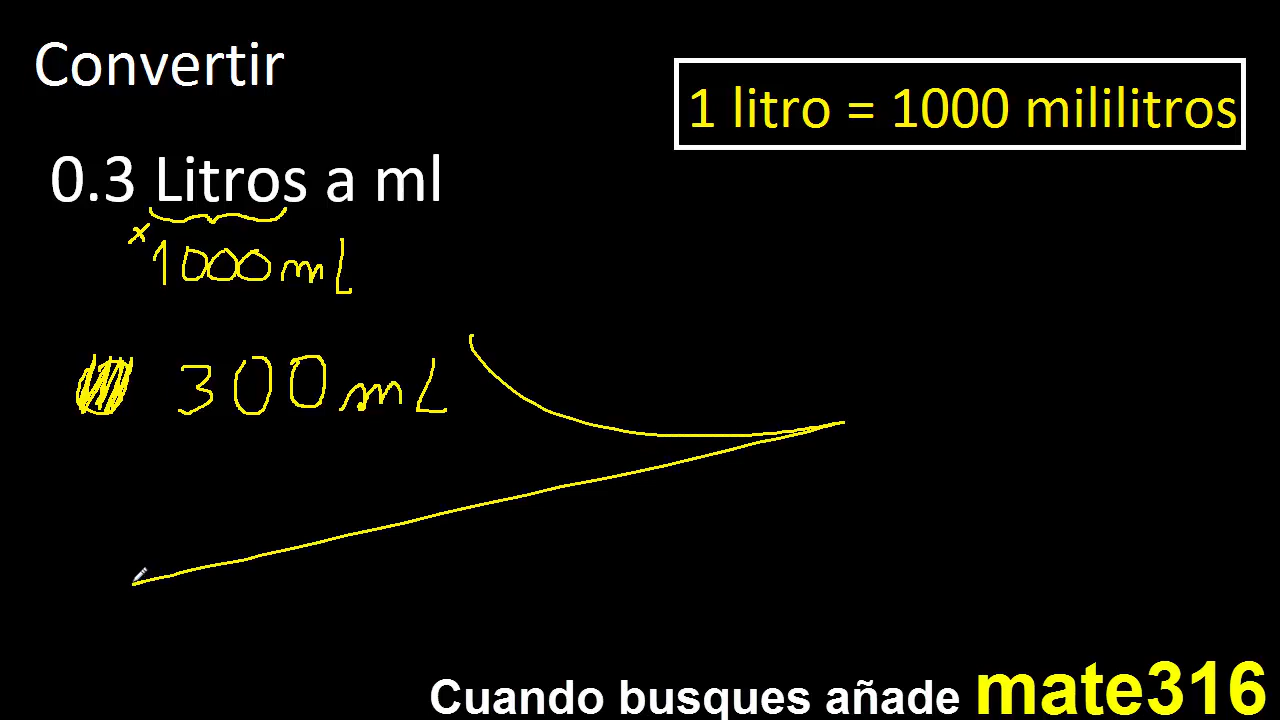 Convertir
1 litro = 1000 mililitros
0.3 Litros a ml
x 1000 mL
300 mL
Cuando busques añade mate316